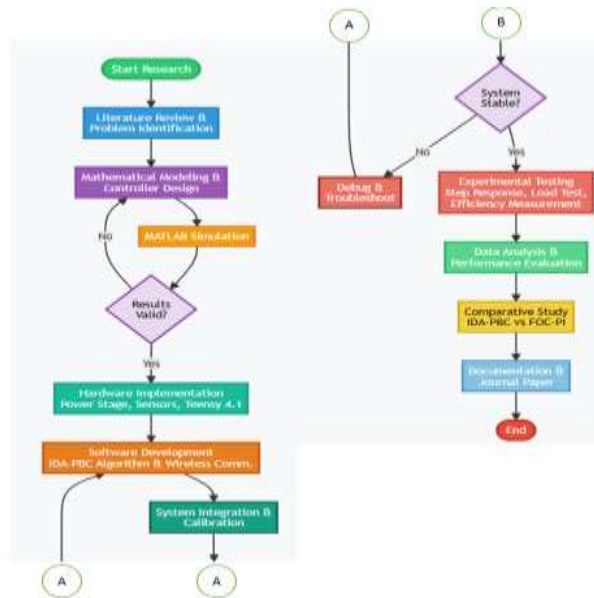 Start Research
Literature Review &
Problem Identification
Mathematical Modeling &
Controller Design
No
MATLAB Simulation
Results
Valid?
Yes
Hardware Implementation
Power Stage, Sensors, Teensy 4.1
Software Development
IDA-PBC Algorithm & Wireless Comm.
System Integration &
Calibration
A
A
A
B
System
Stable?
No
Yes
Debug &
Troubleshoot
Experimental Testing
Step Response, Load Test,
Efficiency Measurement
Data Analysis &
Performance Evaluation
Comparative Study
IDA-PBC vs FOC-PI
Documentation &
Journal Paper
End